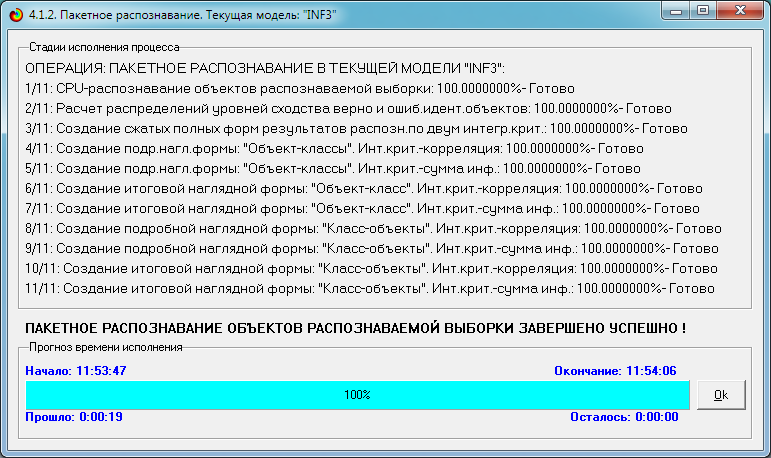 4.1.2. Пакетное распознавание. Текущая модель: "INF3"
Стадии исполнения процесса
ОПЕРАЦИЯ: ПАКЕТНОЕ РАСПОЗНАВАНИЕ В ТЕКУЩЕЙ МОДЕЛИ "INF3":
1/11: CPU-распознавание объектов распознаваемой выборки: 100.0000000%- Готово
2/11: Расчет распределений уровней сходства верно и ошиб.идент.объектов: 100.0000000%- Готово
3/11: Создание сжатых полных форм результатов распозн.по двум интегр.крит.: 100.0000000%- Готово
4/11: Создание подр.нагл.формы: "Объект-классы". Инт.крит.-корреляция: 100.0000000%- Готово
5/11: Создание подр.нагл.формы: "Объект-классы". Инт.крит.-сумма инф.: 100.0000000%- Готово
6/11: Создание итоговой наглядной формы: "Объект-класс". Инт.крит.-корреляция: 100.0000000%- Готово
7/11: Создание итоговой наглядной формы: "Объект-класс". Инт.крит.-сумма инф.: 100.0000000%- Готово
8/11: Создание подробной наглядной формы: "Класс-объекты". Инт.крит.-корреляция: 100.0000000%- Готово
9/11: Создание подробной наглядной формы: "Класс-объекты". Инт.крит.-сумма инф.: 100.0000000%- Готово
10/11: Создание итоговой наглядной формы: "Класс-объекты". Инт.крит.-корреляция: 100.0000000%- Готово
11/11: Создание итоговой наглядной формы: "Класс-объекты". Инт.крит.-сумма инф.: 100.0000000%- Готово
ПАКЕТНОЕ РАСПОЗНАВАНИЕ ОБЪЕКТОВ РАСПОЗНАВАЕМОЙ ВЫБОРКИ ЗАВЕРШЕНО УСПЕШНО !
Прогноз времени исполнения
Начало: 11:53:47 Окончание: 11:54:06
100%
Ok
Прошло: 0:00:19 Осталось: 0:00:00